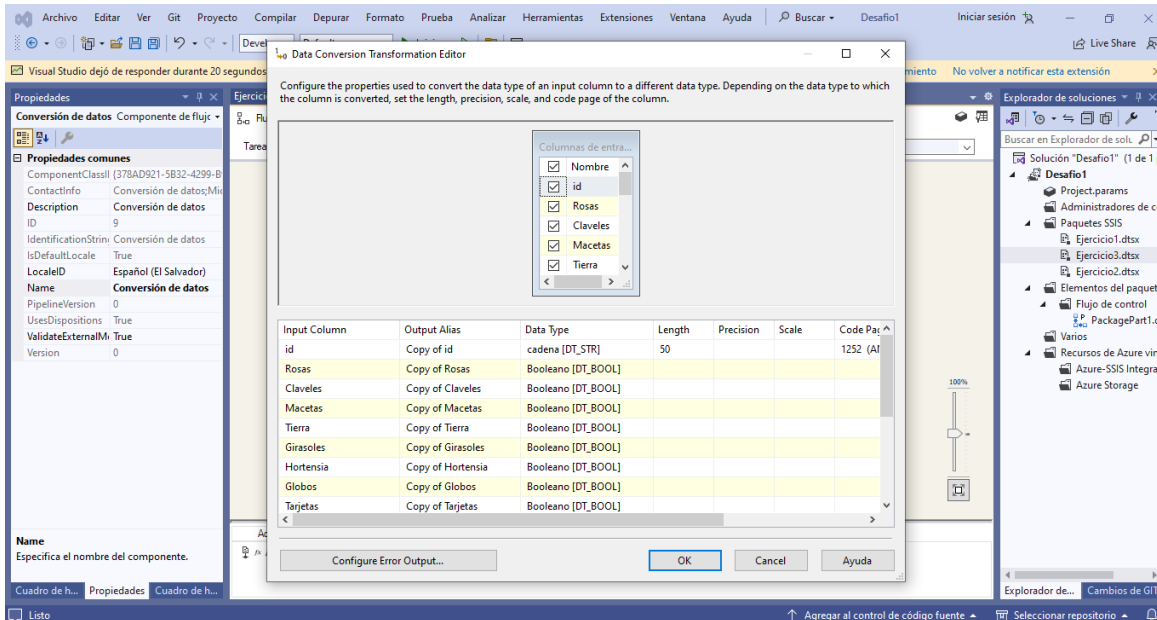 Archivo Editar Ver Git Proyecto Compilar Depurar Formato Prueba Analizar Herramientas Extensiones Ventana Ayuda Buscar Desafio1 Iniciar sesión
Live Share
Visual Studio dejó de responder durante 20 segundos
No volver a notificar esta extensión
Propiedades
Conversión de datos Componente de flujc
Propiedades comunes
ComponentClassI {378AD921-5B32-4299-B
ContactInfo Conversión de datos;Mic
Description Conversión de datos
ID 9
IdentificationString Conversión de datos
IsDefaultLocale True
LocaleID Español (El Salvador)
Name Conversión de datos
PipelineVersion 0
UsesDispositions True
ValidateExternalM True
Version 0
Name
Especifica el nombre del componente.
Cuadro de h... Propiedades Cuadro de h...
Data Conversion Transformation Editor
Configure the properties used to convert the data type of an input column to a different data type. Depending on the data type to which
the column is converted, set the length, precision, scale, and code page of the column.
Columnas de entra...
Nombre
id
Rosas
Claveles
Macetas
Tierra
Input Column Output Alias Data Type Length Precision Scale Code Pag
id Copy of id cadena [DT_STR] 50 1252 (AN
Rosas Copy of Rosas Booleano [DT_BOOL]
Claveles Copy of Claveles Booleano [DT_BOOL]
Macetas Copy of Macetas Booleano [DT_BOOL]
Tierra Copy of Tierra Booleano [DT_BOOL]
Girasoles Copy of Girasoles Booleano [DT_BOOL]
Hortensia Copy of Hortensia Booleano [DT_BOOL]
Globos Copy of Globos Booleano [DT_BOOL]
Tarjetas Copy of Tarjetas Booleano [DT_BOOL]
Configure Error Output... OK Cancel Ayuda
100%
Explorador de soluciones
Buscar en Explorador de solu
Solución "Desafio1" (1 de 1
Desafio1
Project.params
Administradores de c
Paquetes SSIS
Ejercicio1.dtsx
Ejercicio3.dtsx
Ejercicio2.dtsx
Elementos del paquet
Flujo de control
PackagePart1.c
Varios
Recursos de Azure vin
Azure-SSIS Integra
Azure Storage
Explorador de... Cambios de GIT
Listo Agregar al control de código fuente Seleccionar repositorio